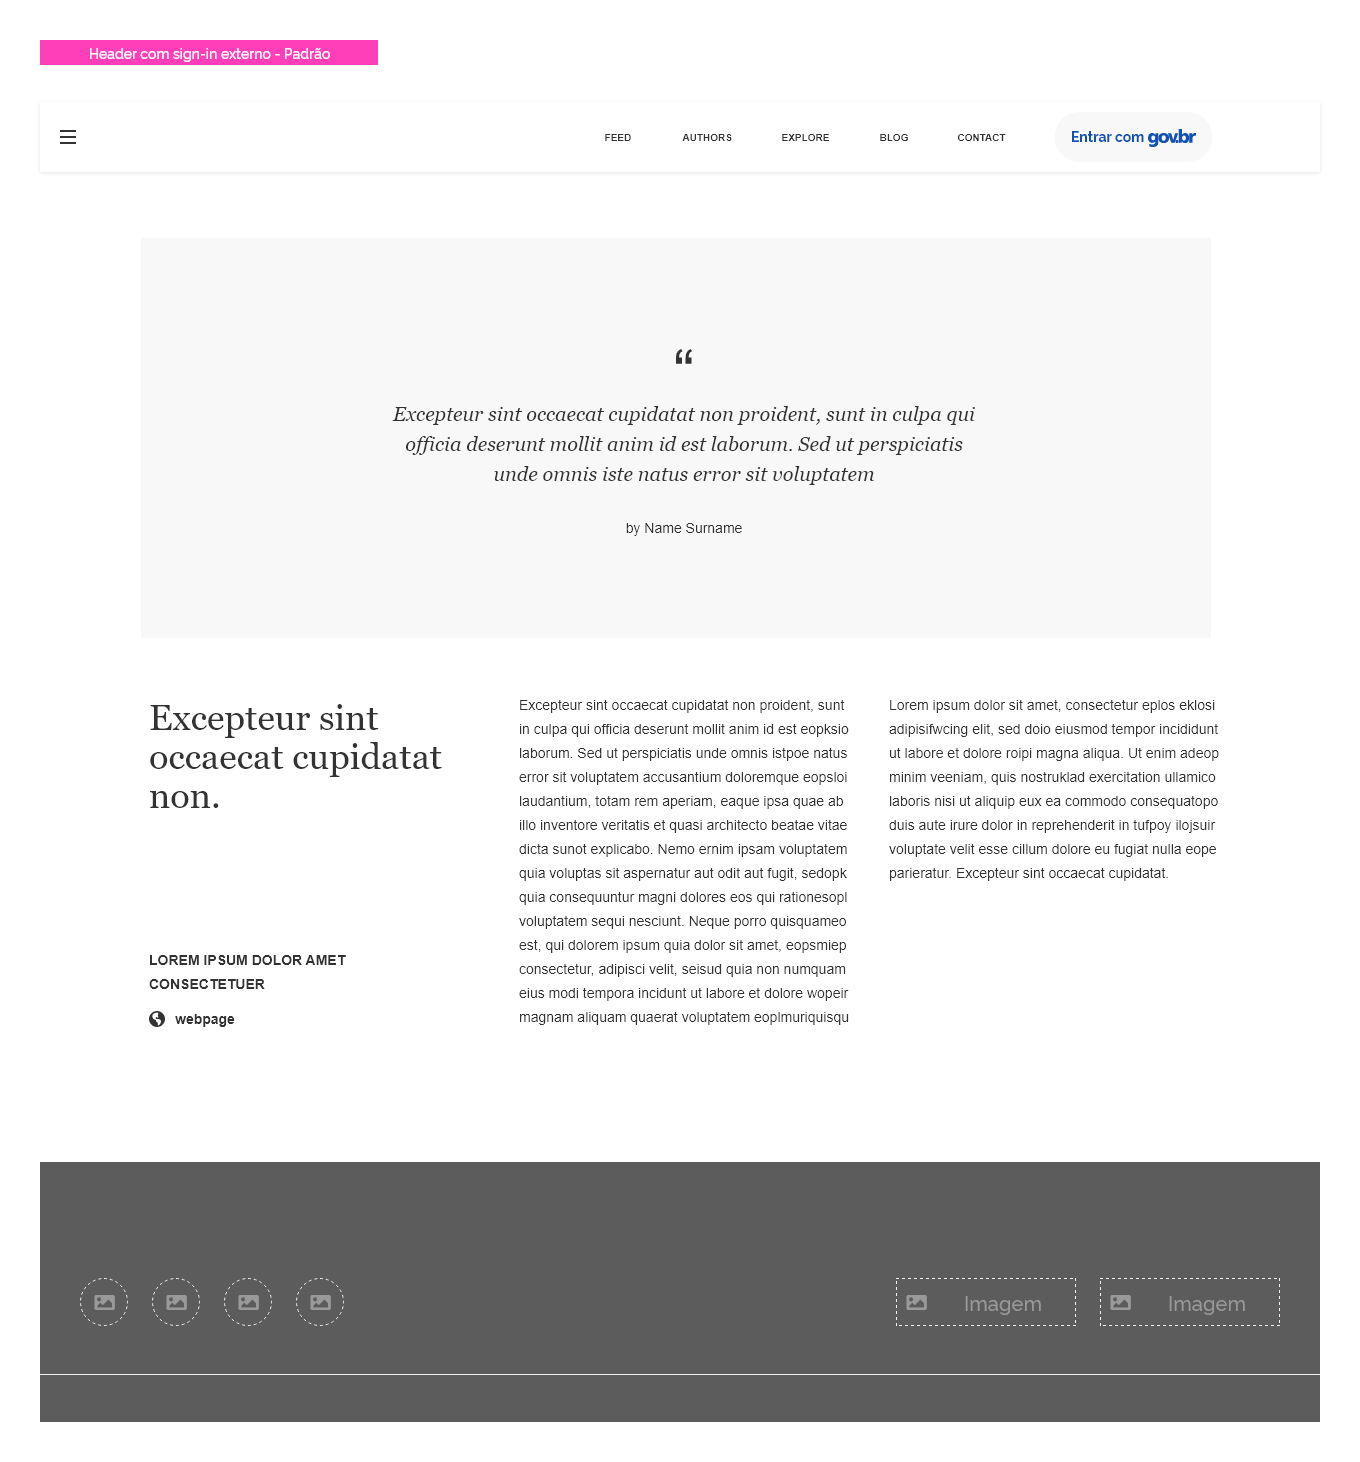 Header com sign-in externo - Padrão
FEED AUTHORS EXPLORE BLOG CONTACT Entrar com gov.br
“
Excepteur sint occaecat cupidatat non proident, sunt in culpa qui
officia deserunt mollit anim id est laborum. Sed ut perspiciatis
unde omnis iste natus error sit voluptatem
by Name Surname
Excepteur sint
occaecat cupidatat
non.
LOREM IPSUM DOLOR AMET
CONSECTETUER
webpage
Excepteur sint occaecat cupidatat non proident, sunt
in culpa qui officia deserunt mollit anim id est eopksio
laborum. Sed ut perspiciatis unde omnis istpoe natus
error sit voluptatem accusantium doloremque eopsloi
laudantium, totam rem aperiam, eaque ipsa quae ab
illo inventore veritatis et quasi architecto beatae vitae
dicta sunot explicabo. Nemo ernim ipsam voluptatem
quia voluptas sit aspernatur aut odit aut fugit, sedopk
quia consequuntur magni dolores eos qui rationesopl
voluptatem sequi nesciunt. Neque porro quisquameo
est, qui dolorem ipsum quia dolor sit amet, eopsmiep
consectetur, adipisci velit, seisud quia non numquam
eius modi tempora incidunt ut labore et dolore wopeir
magnam aliquam quaerat voluptatem eoplmuriquisqu
Lorem ipsum dolor sit amet, consectetur eplos eklosi
adipisifwcing elit, sed doio eiusmod tempor incididunt
ut labore et dolore roipi magna aliqua. Ut enim adeop
minim veeniam, quis nostruklad exercitation ullamico
laboris nisi ut aliquip eux ea commodo consequatopo
duis aute irure dolor in reprehenderit in tufpoy ilojsuir
voluptate velit esse cillum dolore eu fugiat nulla eope
parieratur. Excepteur sint occaecat cupidatat.
Imagem Imagem